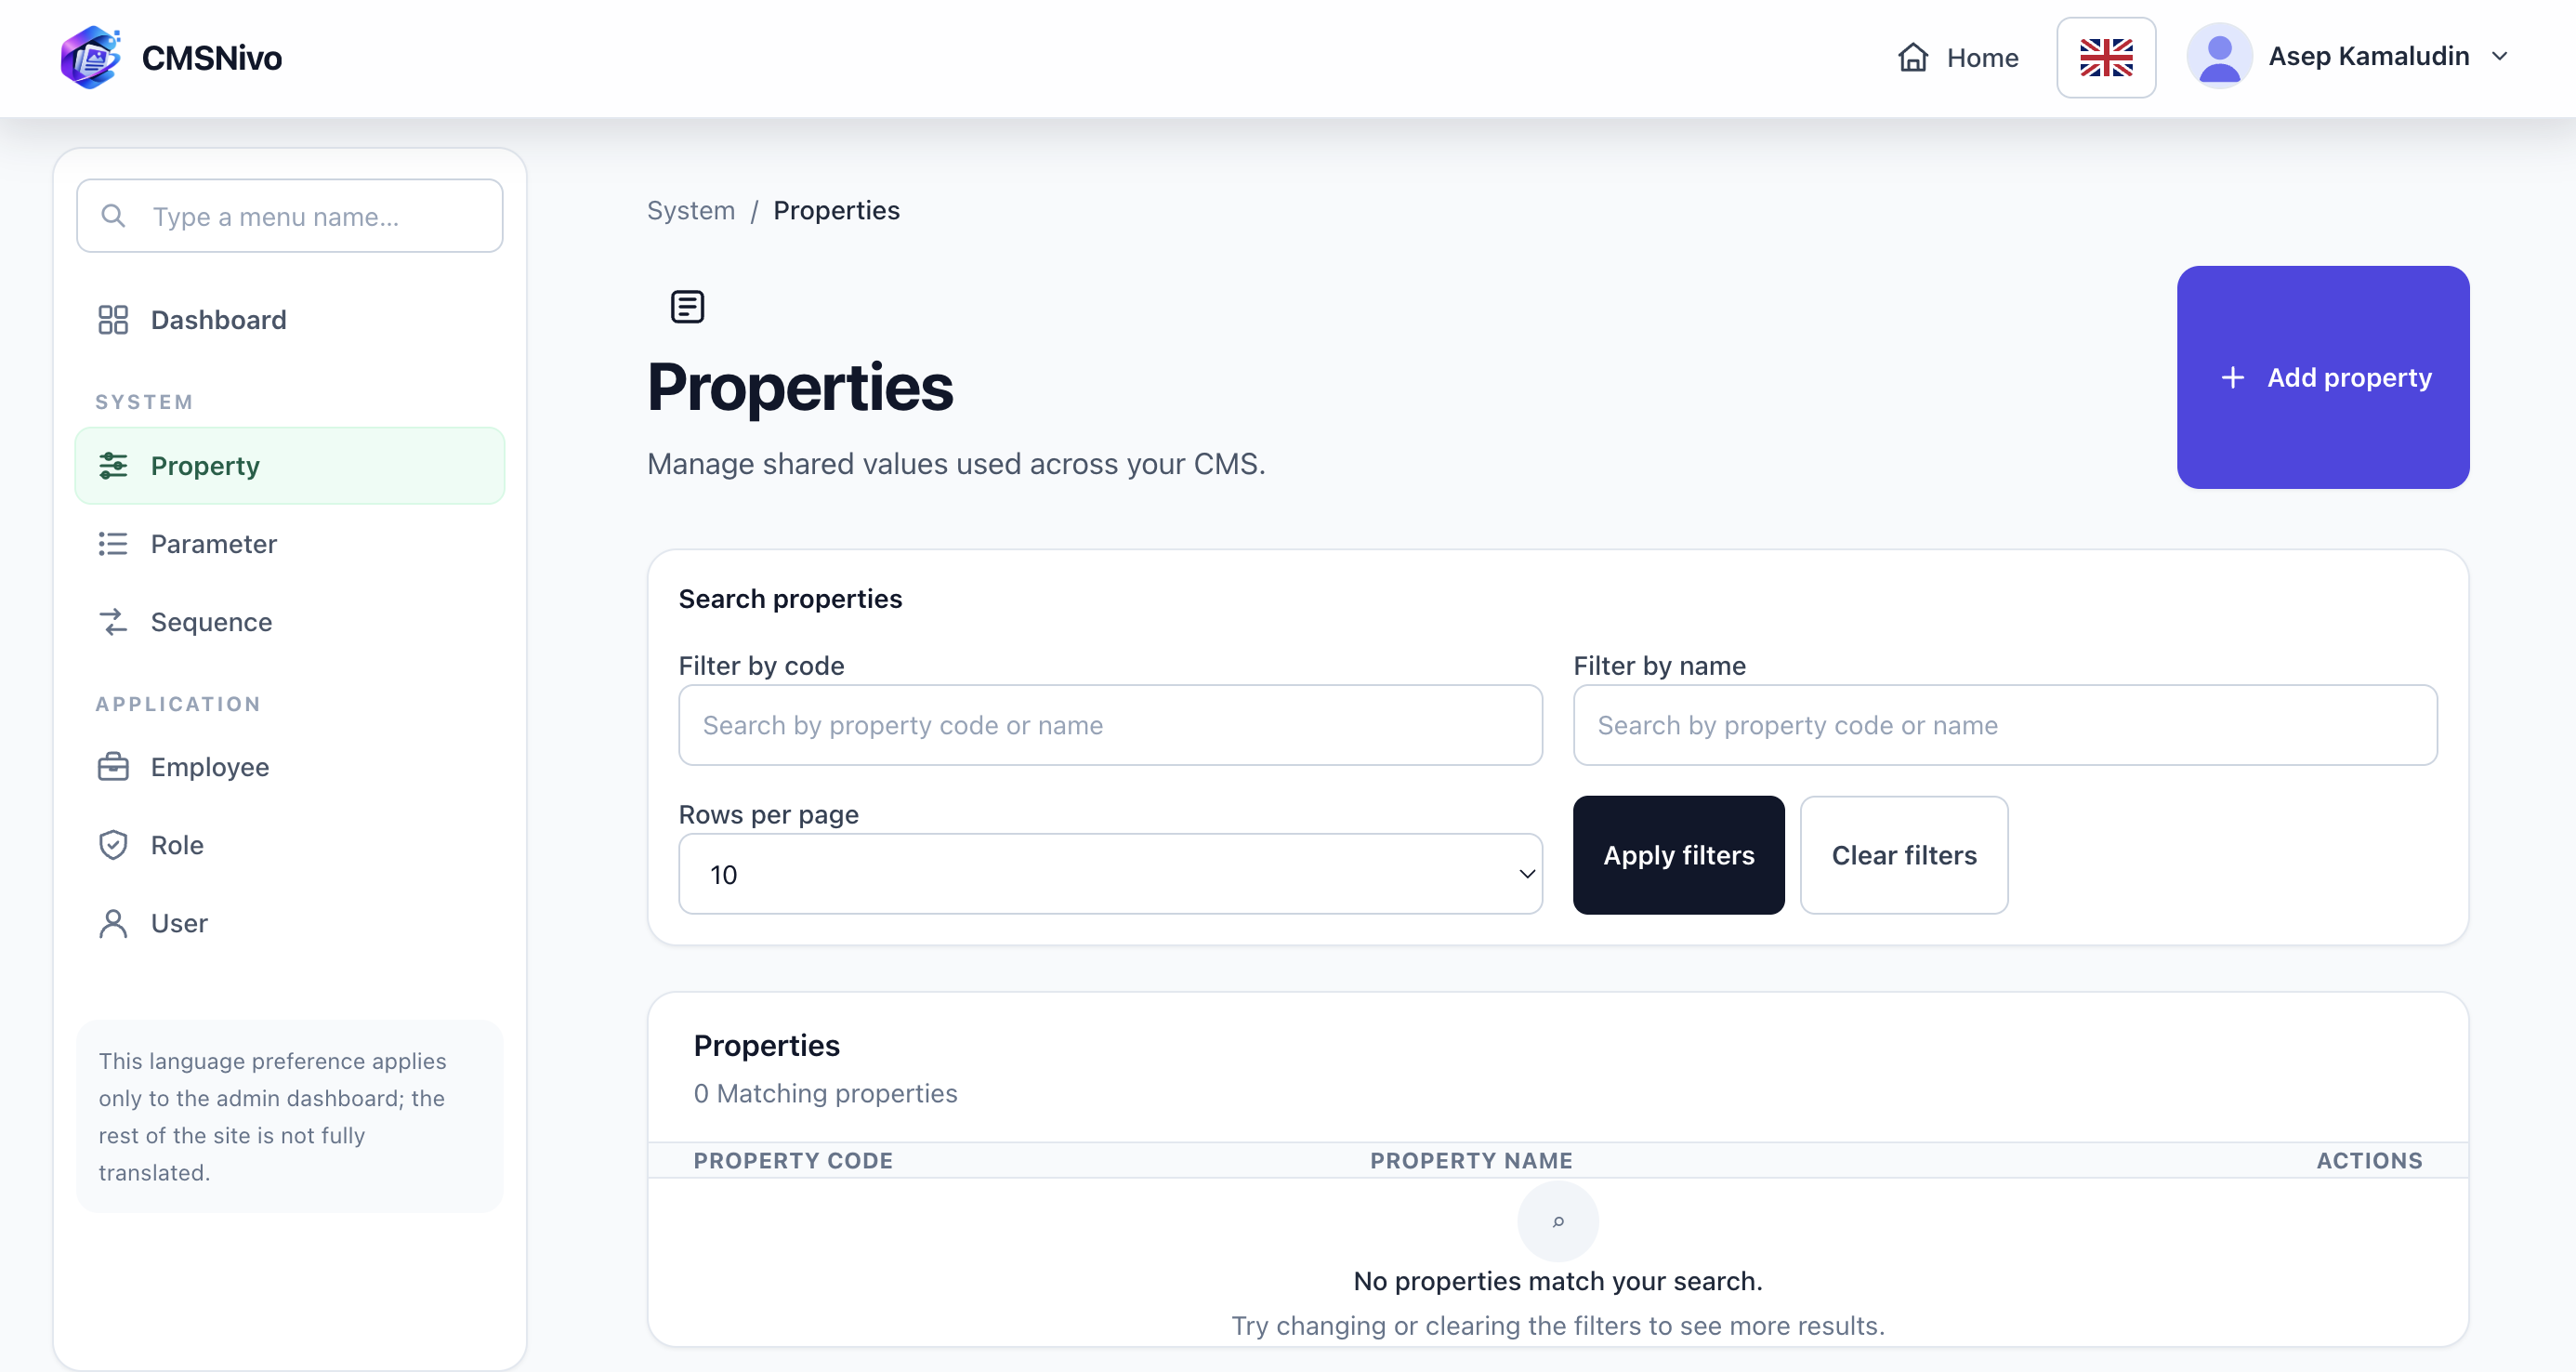 CMSNivo
Home
Asep Kamaludin
Type a menu name...
Dashboard
SYSTEM
Property
Parameter
Sequence
APPLICATION
Employee
Role
User
This language preference applies
only to the admin dashboard; the
rest of the site is not fully
translated.
System / Properties
Properties
Manage shared values used across your CMS.
+ Add property
Search properties
Filter by code
Search by property code or name
Filter by name
Search by property code or name
Rows per page
10
Apply filters
Clear filters
Properties
0 Matching properties
PROPERTY CODE PROPERTY NAME ACTIONS
No properties match your search.
Try changing or clearing the filters to see more results.